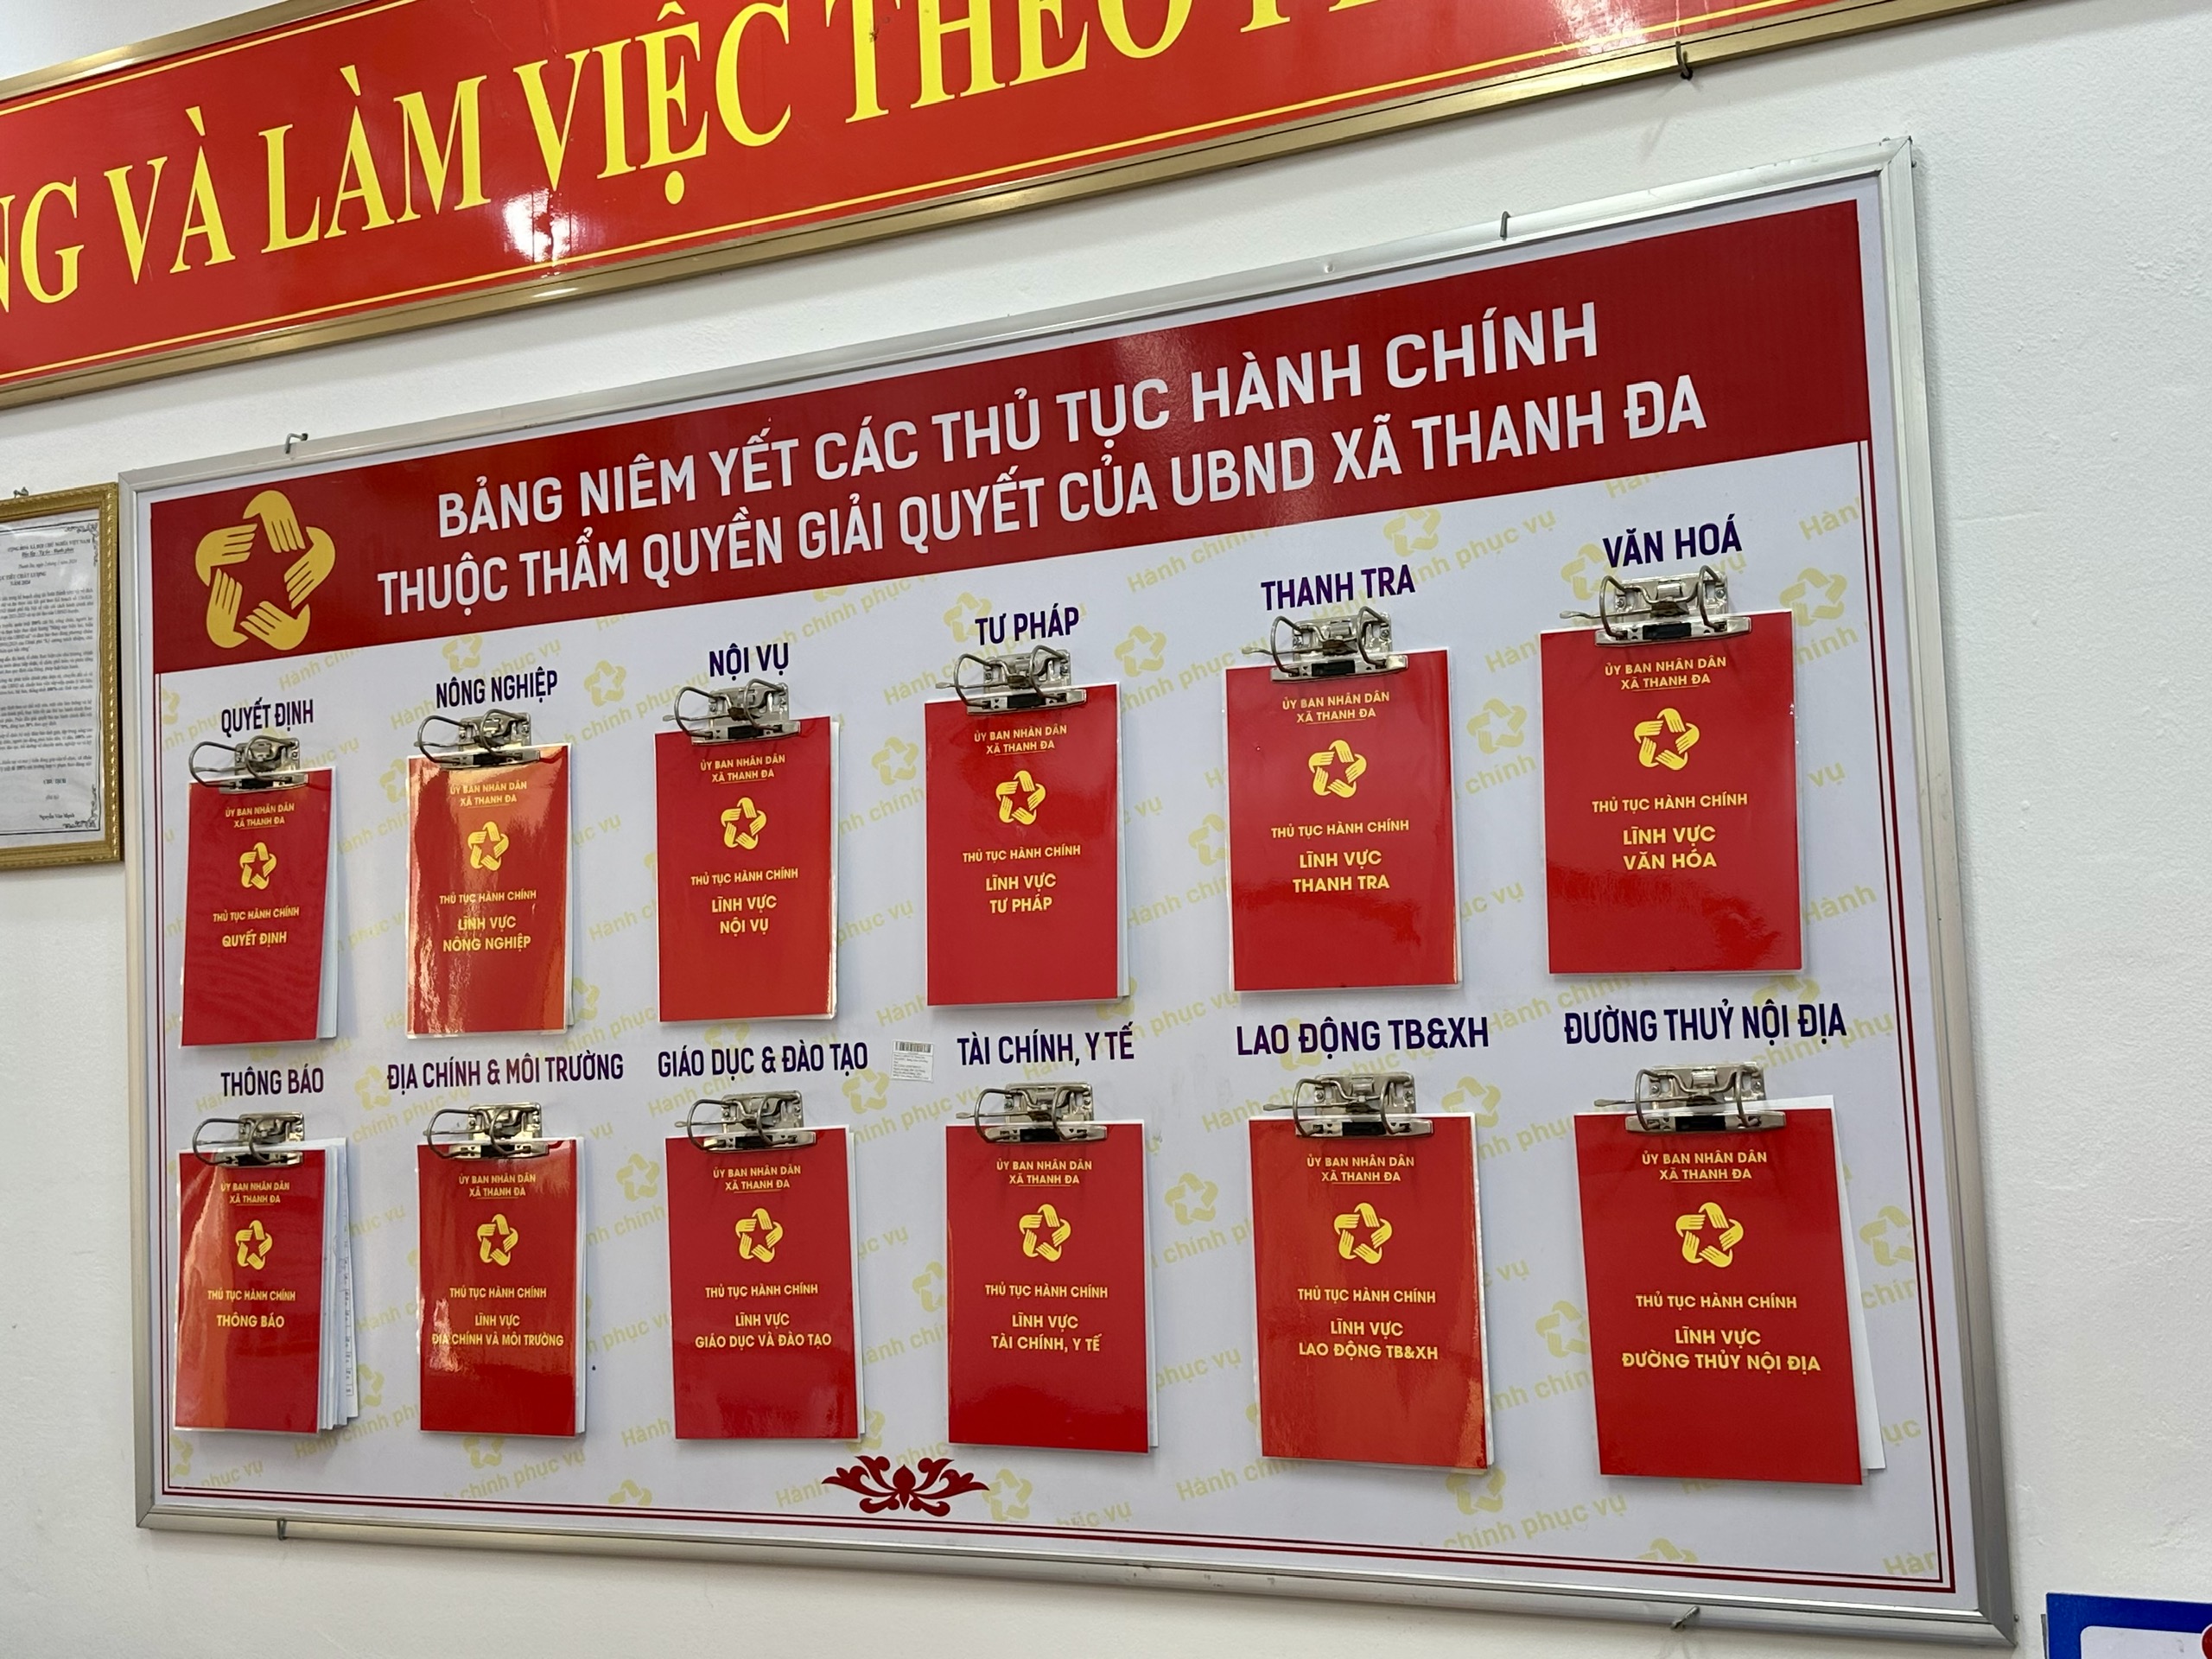 NG VÀ LÀM VIỆC THEO
BẢNG NIÊM YẾT CÁC THỦ TỤC HÀNH CHÍNH
THUỘC THẨM QUYỀN GIẢI QUYẾT CỦA UBND XÃ THANH ĐA
QUYẾT ĐỊNH
NÔNG NGHIỆP
NỘI VỤ
TƯ PHÁP
THANH TRA
VĂN HOÁ
ỦY BAN NHÂN DÂN
XÃ THANH ĐA
THỦ TỤC HÀNH CHÍNH
QUYẾT ĐỊNH
ỦY BAN NHÂN DÂN
XÃ THANH ĐA
THỦ TỤC HÀNH CHÍNH
LĨNH VỰC
NÔNG NGHIỆP
ỦY BAN NHÂN DÂN
XÃ THANH ĐA
THỦ TỤC HÀNH CHÍNH
LĨNH VỰC
NỘI VỤ
ỦY BAN NHÂN DÂN
XÃ THANH ĐA
THỦ TỤC HÀNH CHÍNH
LĨNH VỰC
TƯ PHÁP
ỦY BAN NHÂN DÂN
XÃ THANH ĐA
THỦ TỤC HÀNH CHÍNH
LĨNH VỰC
THANH TRA
ỦY BAN NHÂN DÂN
XÃ THANH ĐA
THỦ TỤC HÀNH CHÍNH
LĨNH VỰC
VĂN HÓA
THÔNG BÁO
ĐỊA CHÍNH & MÔI TRƯỜNG
GIÁO DỤC & ĐÀO TẠO
TÀI CHÍNH, Y TẾ
LAO ĐỘNG TB&XH
ĐƯỜNG THUỶ NỘI ĐỊA
ỦY BAN NHÂN DÂN
XÃ THANH ĐA
THỦ TỤC HÀNH CHÍNH
THÔNG BÁO
ỦY BAN NHÂN DÂN
XÃ THANH ĐA
THỦ TỤC HÀNH CHÍNH
LĨNH VỰC
ĐỊA CHÍNH VÀ MÔI TRƯỜNG
ỦY BAN NHÂN DÂN
XÃ THANH ĐA
THỦ TỤC HÀNH CHÍNH
LĨNH VỰC
GIÁO DỤC VÀ ĐÀO TẠO
ỦY BAN NHÂN DÂN
XÃ THANH ĐA
THỦ TỤC HÀNH CHÍNH
LĨNH VỰC
TÀI CHÍNH, Y TẾ
ỦY BAN NHÂN DÂN
XÃ THANH ĐA
THỦ TỤC HÀNH CHÍNH
LĨNH VỰC
LAO ĐỘNG TB&XH
ỦY BAN NHÂN DÂN
XÃ THANH ĐA
THỦ TỤC HÀNH CHÍNH
LĨNH VỰC
ĐƯỜNG THỦY NỘI ĐỊA
Hành chính phục vụ